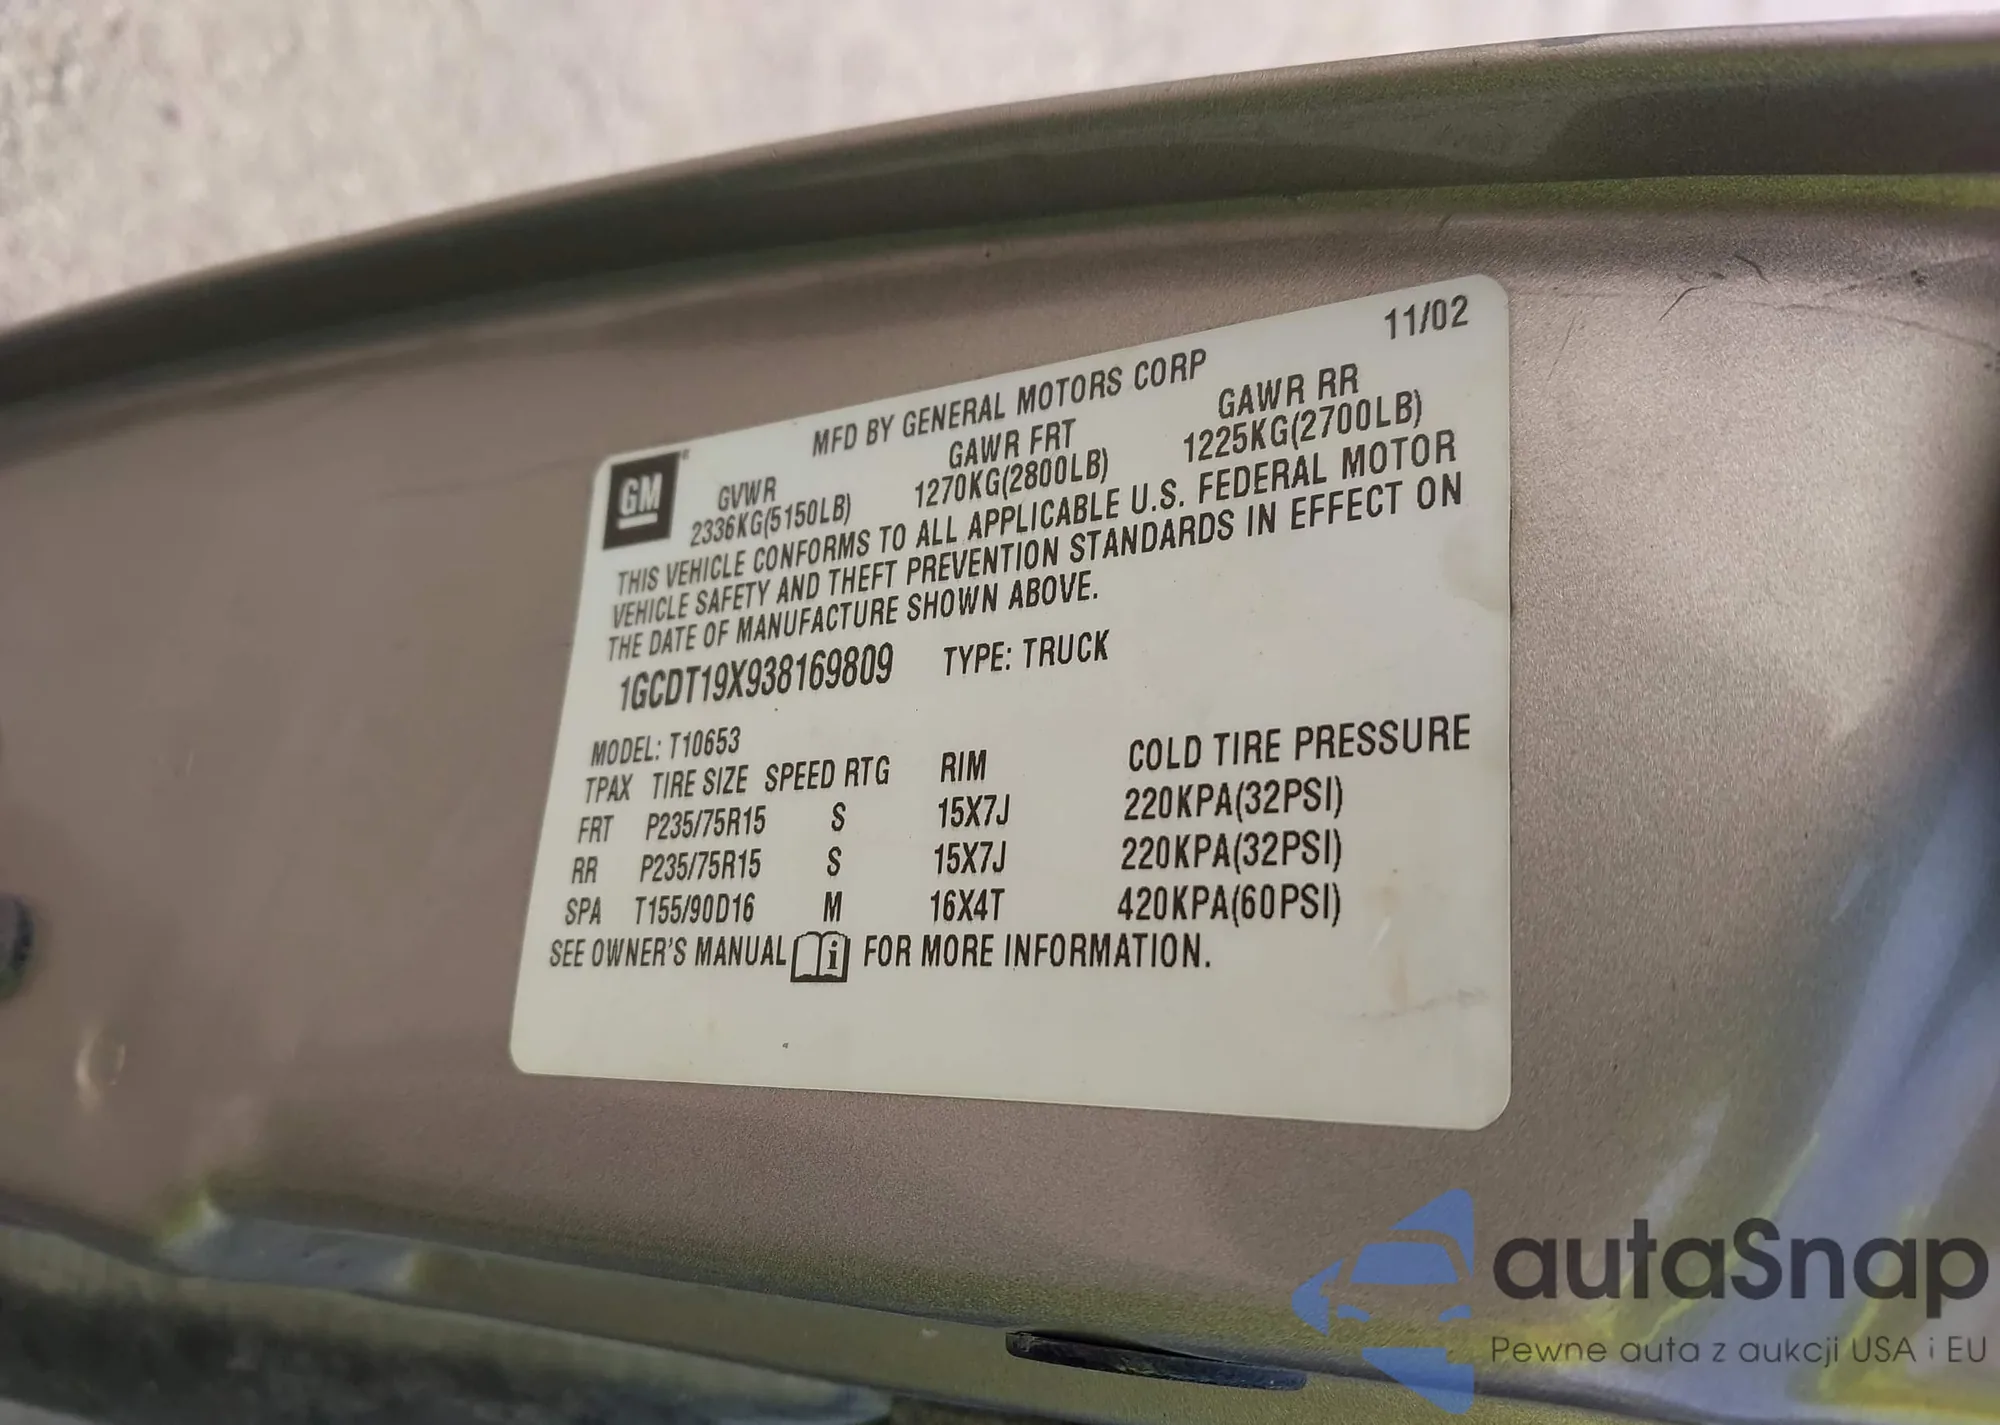 11/02
MFD BY GENERAL MOTORS CORP
GM
GVWR GAWR FRT GAWR RR
2336KG(5150LB) 1270KG(2800LB) 1225KG(2700LB)
THIS VEHICLE CONFORMS TO ALL APPLICABLE U.S. FEDERAL MOTOR
VEHICLE SAFETY AND THEFT PREVENTION STANDARDS IN EFFECT ON
THE DATE OF MANUFACTURE SHOWN ABOVE.
1GCDT19X938169809 TYPE: TRUCK
MODEL: T10653
TPAX TIRE SIZE SPEED RTG RIM COLD TIRE PRESSURE
FRT P235/75R15 S 15X7J 220KPA(32PSI)
RR P235/75R15 S 15X7J 220KPA(32PSI)
SPA T155/90D16 M 16X4T 420KPA(60PSI)
SEE OWNER'S MANUAL i FOR MORE INFORMATION.
autaSnap
Pewne auta z aukcji USA i EU